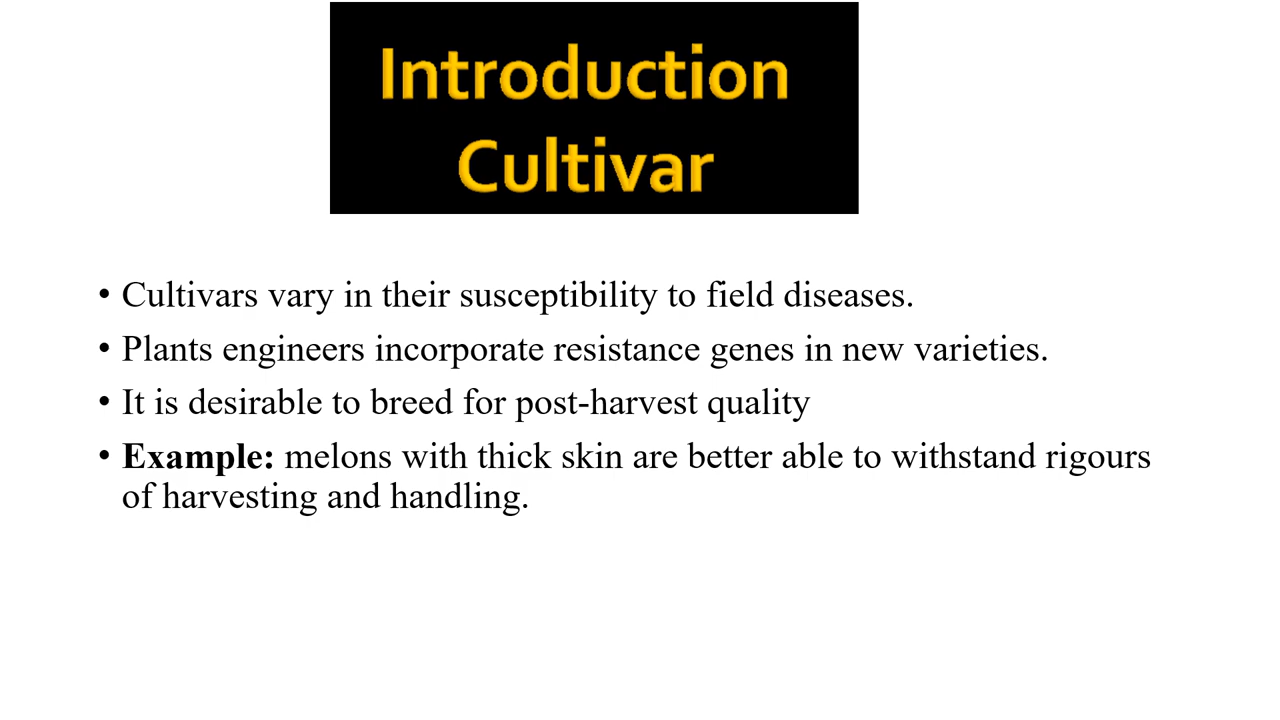 Introduction
Cultivar
• Cultivars vary in their susceptibility to field diseases.
• Plants engineers incorporate resistance genes in new varieties.
• It is desirable to breed for post-harvest quality
• Example: melons with thick skin are better able to withstand rigours
of harvesting and handling.